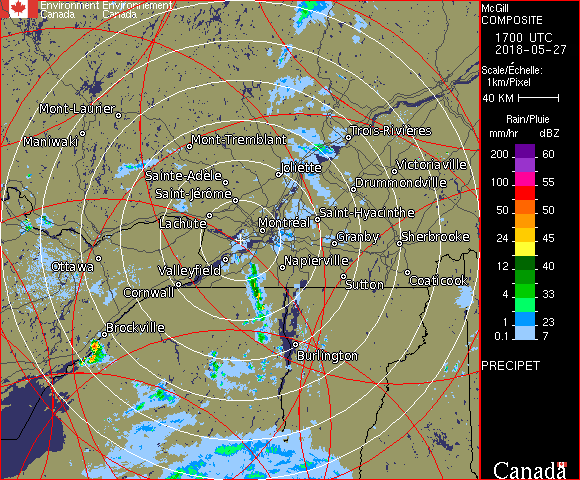 Environment Environnement
Canada Canada
McGill
COMPOSITE
1700 UTC
2018-05-27
Scale/Échelle:
1km/Pixel
40 KM
Rain/Pluie
mm/hr dBZ
200 60
100 55
50 50
24 45
12 40
8 33
4 30
1 23
0.1 7
PRECIPET
Mont-Laurier
Maniwaki
Mont-Tremblant
Trois-Rivières
Sainte-Adèle
Joliette
Victoriaville
Saint-Jérôme
Drummondville
Lachute
Montréal
Saint-Hyacinthe
Granby
Sherbrooke
Ottawa
Valleyfield
Napierville
Cornwall
Sutton
Coaticook
Brockville
Burlington
Canada